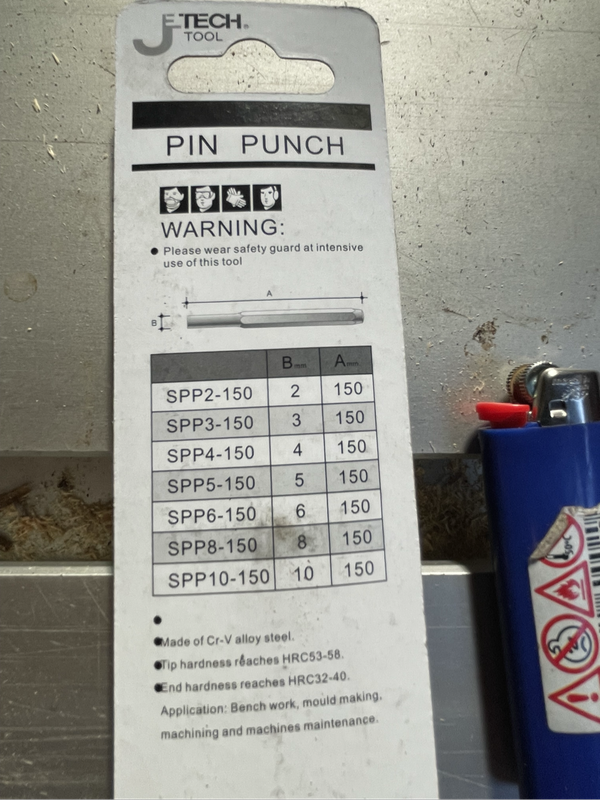 JETECH®
TOOL
PIN PUNCH
WARNING:
● Please wear safety guard at intensive
use of this tool
A
B
B mm A mm
SPP2-150 2 150
SPP3-150 3 150
SPP4-150 4 150
SPP5-150 5 150
SPP6-150 6 150
SPP8-150 8 150
SPP10-150 10 150
●
●Made of Cr-V alloy steel.
●Tip hardness reaches HRC53-58.
●End hardness reaches HRC32-40.
Application: Bench work, mould making,
machining and machines maintenance.
50°C